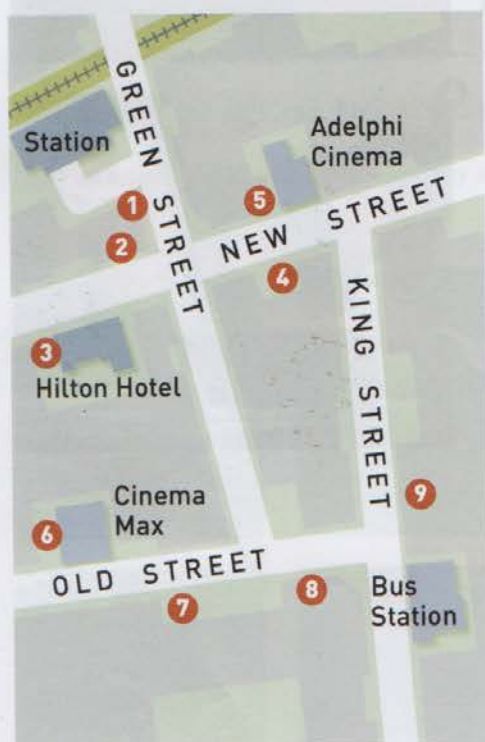 GREEN STREET
Station
Adelphi
Cinema
1
5
2
NEW STREET
4
KING STREET
3
Hilton Hotel
9
Cinema
Max
6
OLD STREET
7
8
Bus
Station